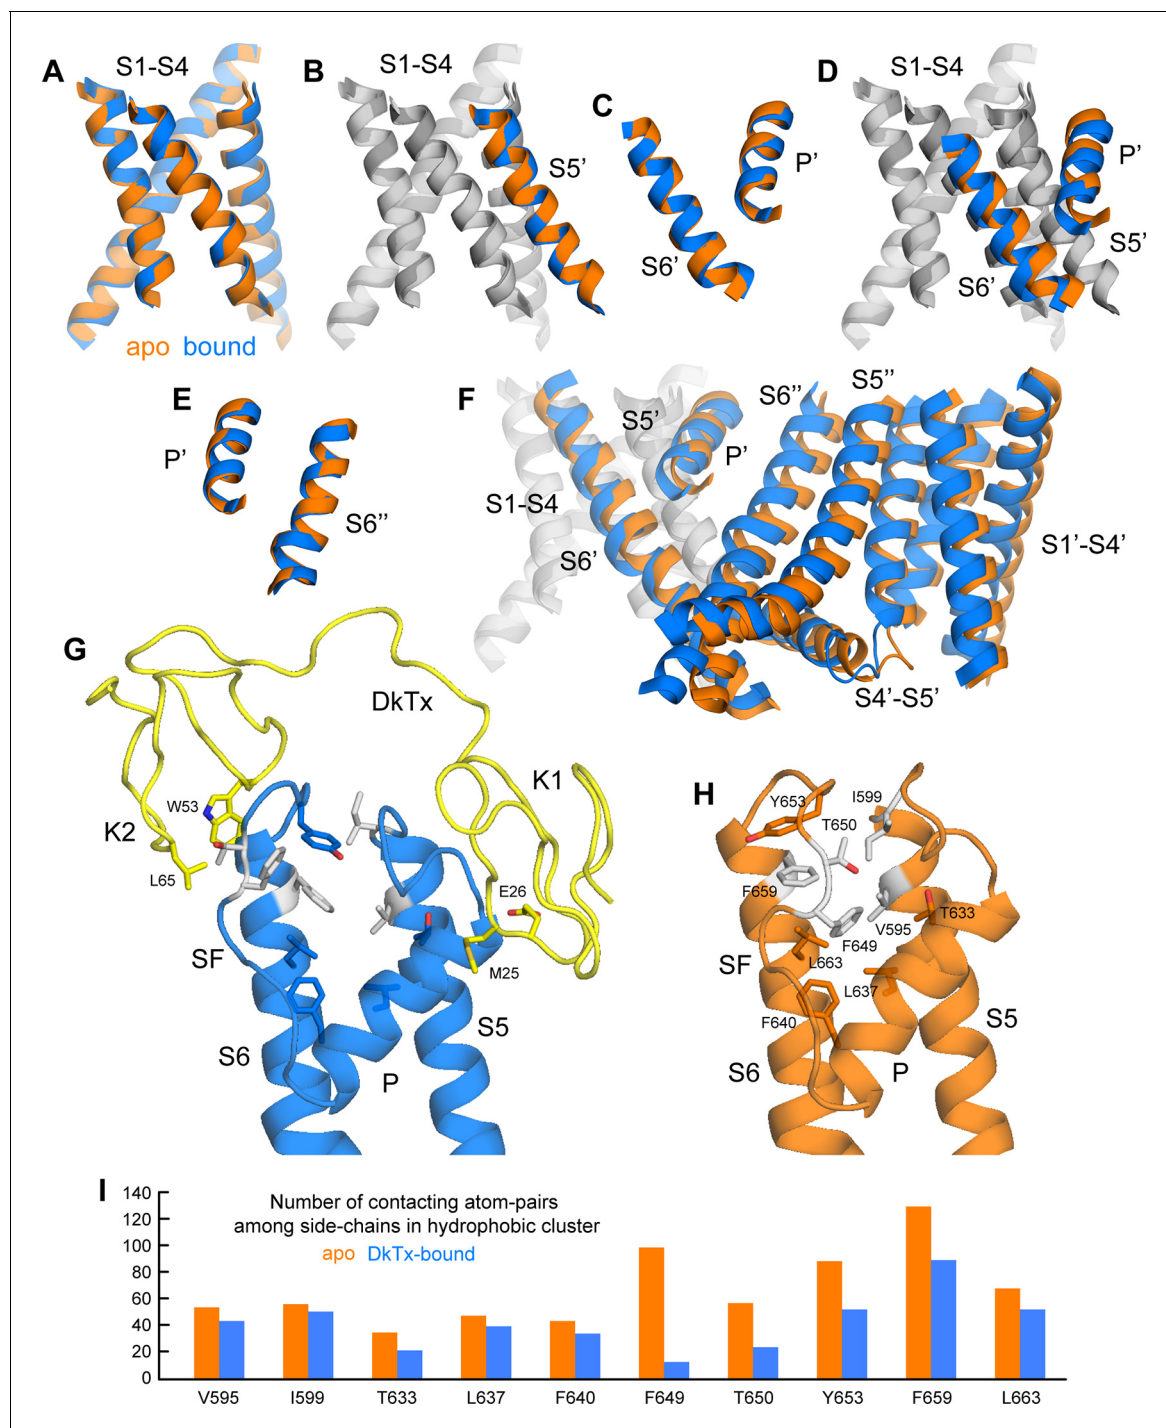 A
S1-S4
apo bound
B
S1-S4
S5'
C
P'
S6'
D
S1-S4
P'
S5'
S6'
E
P'
S6''
F
S6''
S5''
S5'
P'
S1-S4
S6'
S1'-S4'
S4'-S5'
G
DkTx
K1
W53
K2
L65
E26
M25
SF
S5
S6
P
H
Y653
I599
T650
F659
T633
V595
F649
SF
L663
L637
F640
S5
S6
P
I
Number of contacting atom-pairs
among side-chains in hydrophobic cluster
apo DkTx-bound
140
120
100
80
60
40
20
0
V595 I599 T633 L637 F640 F649 T650 Y653 F659 L663